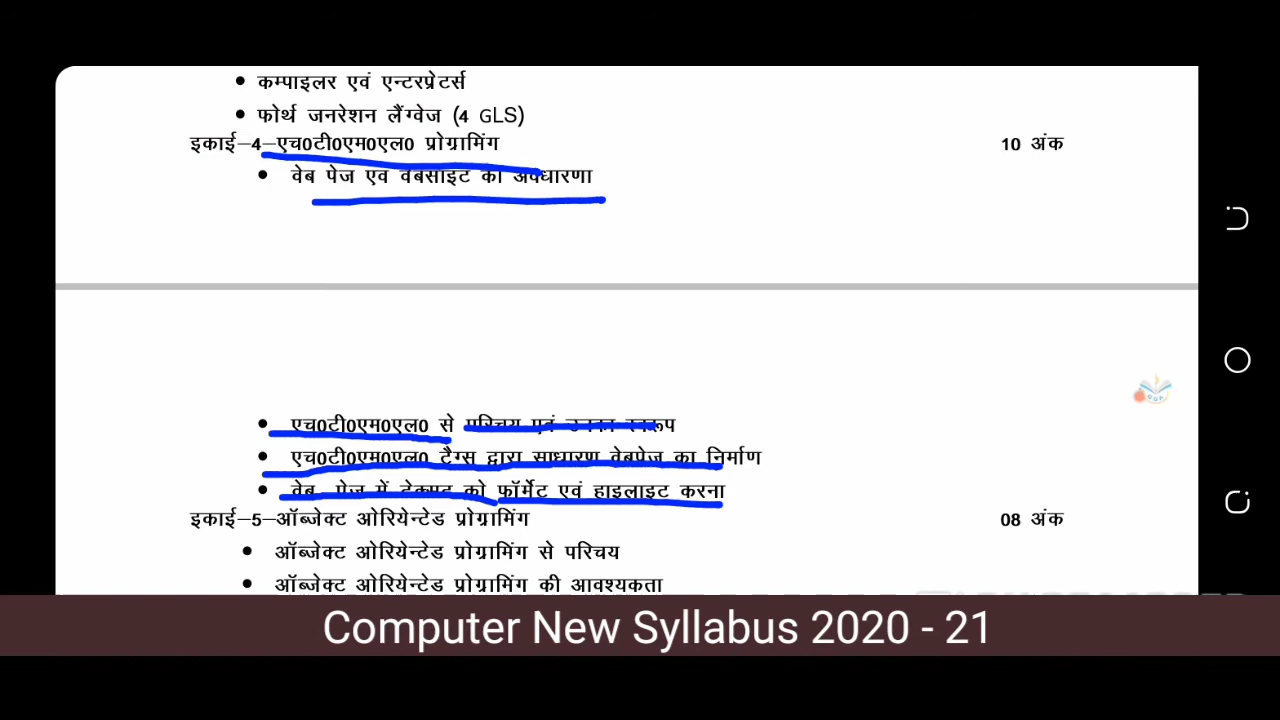 • कम्पाइलर एवं एन्टरप्रेटर्स
• फोर्थ जनरेशन लैंग्वेज (4 GLS)
इकाई–4–एच0टी0एम0एल0 प्रोग्रामिंग 10 अंक
• वेब पेज एवं वेबसाइट की अवधारणा
• एच0टी0एम0एल0 से परिचय एवं उनका स्वरूप
• एच0टी0एम0एल0 टैग्स द्वारा साधारण वेबपेज का निर्माण
• वेब पेज में टेक्सट को फॉर्मेट एवं हाइलाइट करना
इकाई–5–ऑब्जेक्ट ओरियेन्टेड प्रोग्रामिंग 08 अंक
• ऑब्जेक्ट ओरियेन्टेड प्रोग्रामिंग से परिचय
• ऑब्जेक्ट ओरियेन्टेड प्रोग्रामिंग की आवश्यकता
Computer New Syllabus 2020 - 21